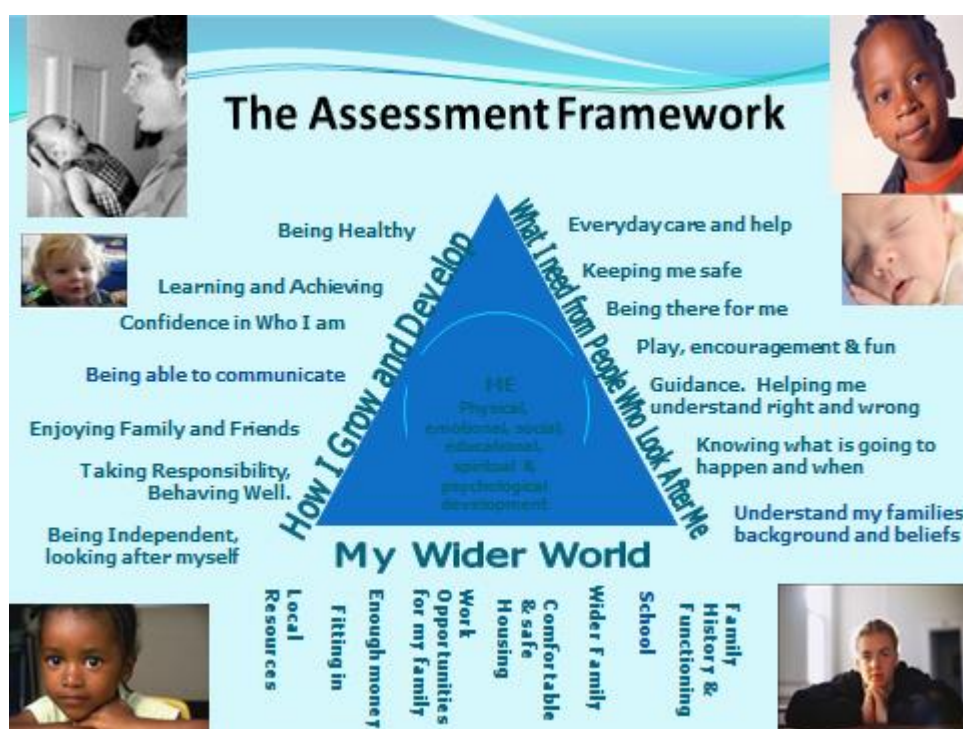 The Assessment Framework
Being Healthy
Learning and Achieving
Confidence in Who I am
Being able to communicate
Enjoying Family and Friends
Taking Responsibility,
Behaving Well.
Being Independent,
looking after myself
How I Grow and Develop
What I need from People Who Look After Me
Everyday care and help
Keeping me safe
Being there for me
Play, encouragement & fun
Guidance.  Helping me
understand right and wrong
Knowing what is going to
happen and when
Understand my families
background and beliefs
ME
Physical,
emotional, social,
educational,
spiritual &
psychological
development
My Wider World
Local
Resources
Fitting in
Enough money
Work
Opportunities
for my family
Comfortable
& safe
Housing
Wider Family
School
Family
History &
Functioning